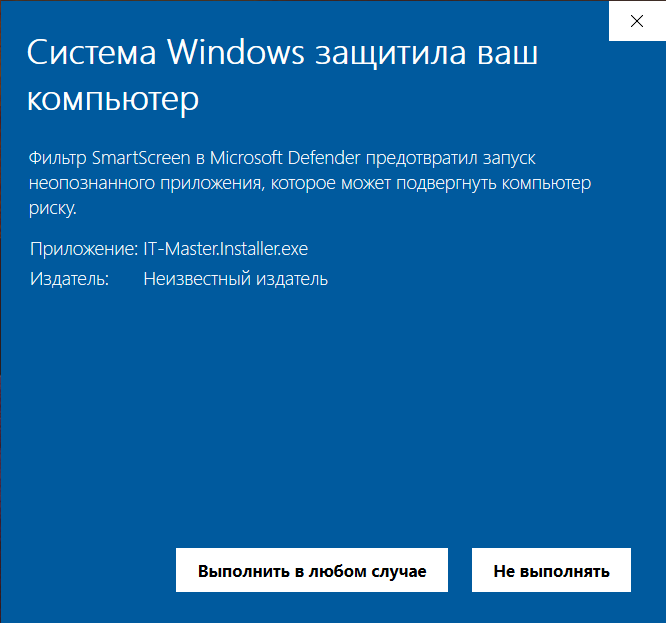 Система Windows защитила ваш
компьютер
Фильтр SmartScreen в Microsoft Defender предотвратил запуск
неопознанного приложения, которое может подвергнуть компьютер
риску.
Приложение: IT-Master.Installer.exe
Издатель: Неизвестный издатель
Выполнить в любом случае Не выполнять